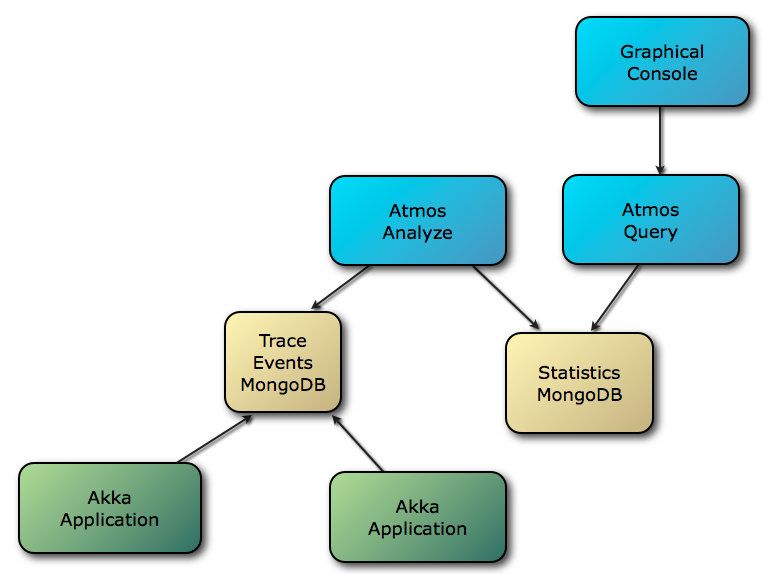 Graphical
Console
Atmos
Analyze
Atmos
Query
Trace
Events
MongoDB
Statistics
MongoDB
Akka
Application
Akka
Application